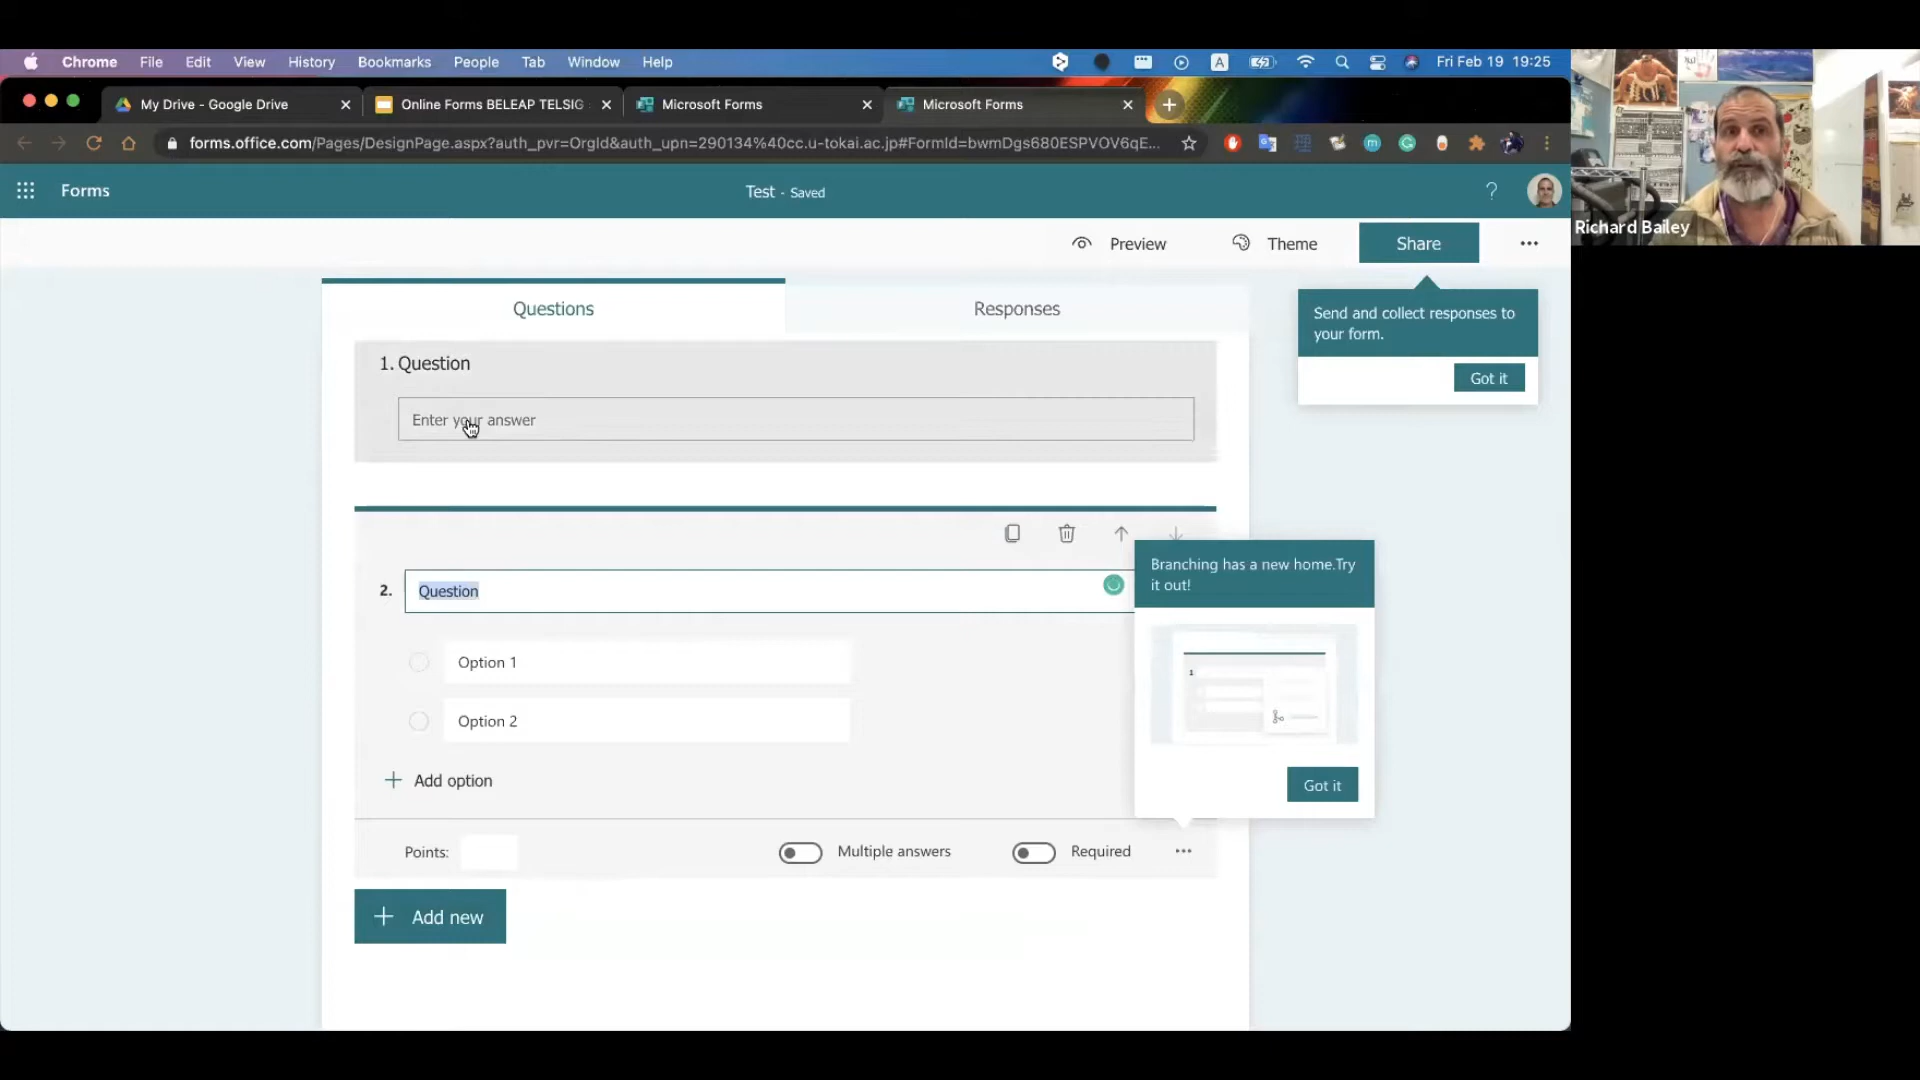 Chrome File Edit View History Bookmarks People Tab Window Help
A
Fri Feb 19 19:25
My Drive - Google Drive
Online Forms BELEAP TELSIG
Microsoft Forms
Microsoft Forms
forms.office.com/Pages/DesignPage.aspx?auth_pvr=OrgId&auth_upn=290134%40cc.u-tokai.ac.jp#FormId=bwmDgs680ESPVOV6qE...
Richard Bailey
Forms
Test - Saved
?
Preview
Theme
Share
Send and collect responses to
your form.
Got it
Questions
Responses
1. Question
Enter your answer
2. Question
Option 1
Option 2
Add option
Branching has a new home.Try
it out!
1
Got it
Points:
Multiple answers
Required
Add new